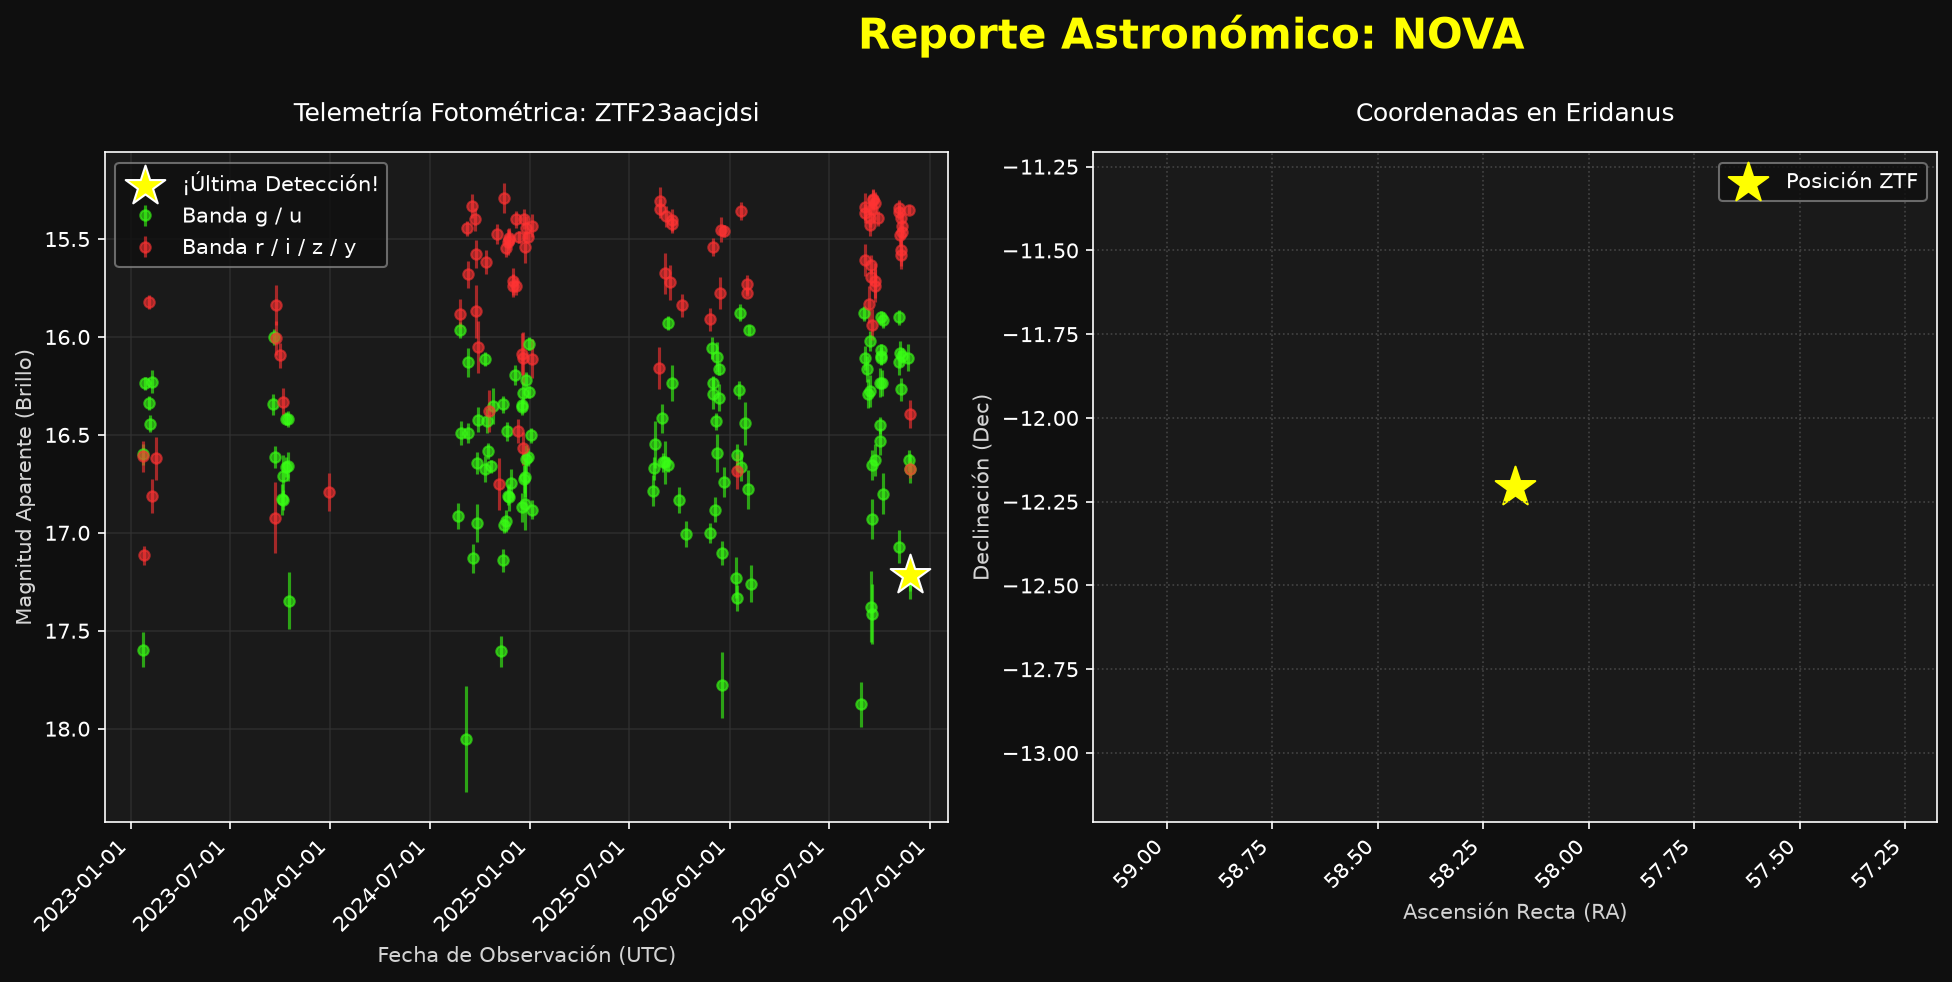 Reporte Astronómico: NOVA
Telemetría Fotométrica: ZTF23aacjdsi
¡Última Detección!
Banda g / u
Banda r / i / z / y
Magnitud Aparente (Brillo)
15.5
16.0
16.5
17.0
17.5
18.0
2023-01-01
2023-07-01
2024-01-01
2024-07-01
2025-01-01
2025-07-01
2026-01-01
2026-07-01
2027-01-01
Fecha de Observación (UTC)
Coordenadas en Eridanus
Posición ZTF
Declinación (Dec)
−11.25
−11.50
−11.75
−12.00
−12.25
−12.50
−12.75
−13.00
59.00
58.75
58.50
58.25
58.00
57.75
57.50
57.25
Ascensión Recta (RA)